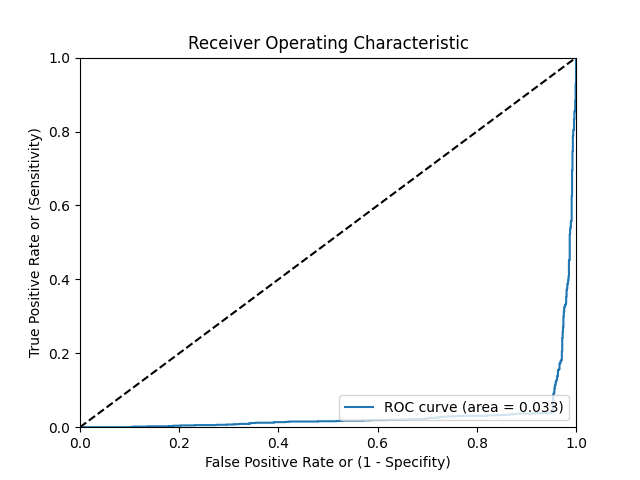 Receiver Operating Characteristic
1.0
0.8
0.6
0.4
0.2
0.0
True Positive Rate or (Sensitivity)
ROC curve (area = 0.033)
0.0 0.2 0.4 0.6 0.8 1.0
False Positive Rate or (1 - Specifity)